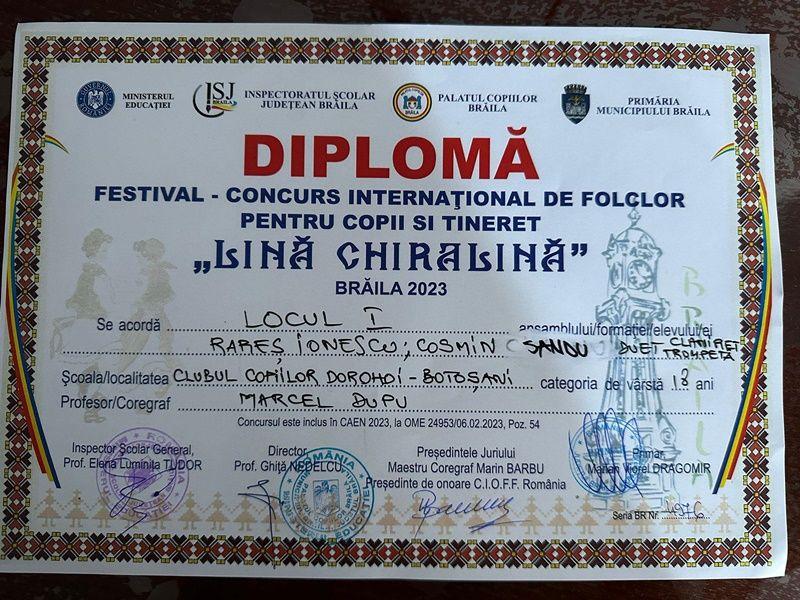 MINISTERUL EDUCAȚIEI
ISJ BRĂILA
INSPECTORATUL ȘCOLAR JUDEȚEAN BRĂILA
PALATUL COPIILOR BRĂILA
PRIMĂRIA MUNICIPIULUI BRĂILA
DIPLOMĂ
FESTIVAL - CONCURS INTERNAŢIONAL DE FOLCLOR
PENTRU COPII SI TINERET
„LINĂ CHIRALINĂ”
BRĂILA 2023
Se acordă LOCUL I ansamblului/formației/elevului/ei
RAREȘ IONESCU, COSMIN SANDU DUET CLARINET TROMPETĂ
Școala/localitatea CLUBUL COPIILOR DOROHOI - BOTOȘANI categoria de vârstă 18 ani
Profesor/Coregraf MARCEL DUPU
Concursul este inclus în CAEN 2023, la OME 24953/06.02.2023, Poz. 54
Inspector Școlar General, Director, Președintele Juriului Primar,
Prof. Elena Luminița TUDOR Prof. Ghiță NEDELCU Maestru Coregraf Marin BARBU Marian Viorel DRAGOMIR
Președinte de onoare C.I.O.F.F. România
Seria BR Nr. 4976